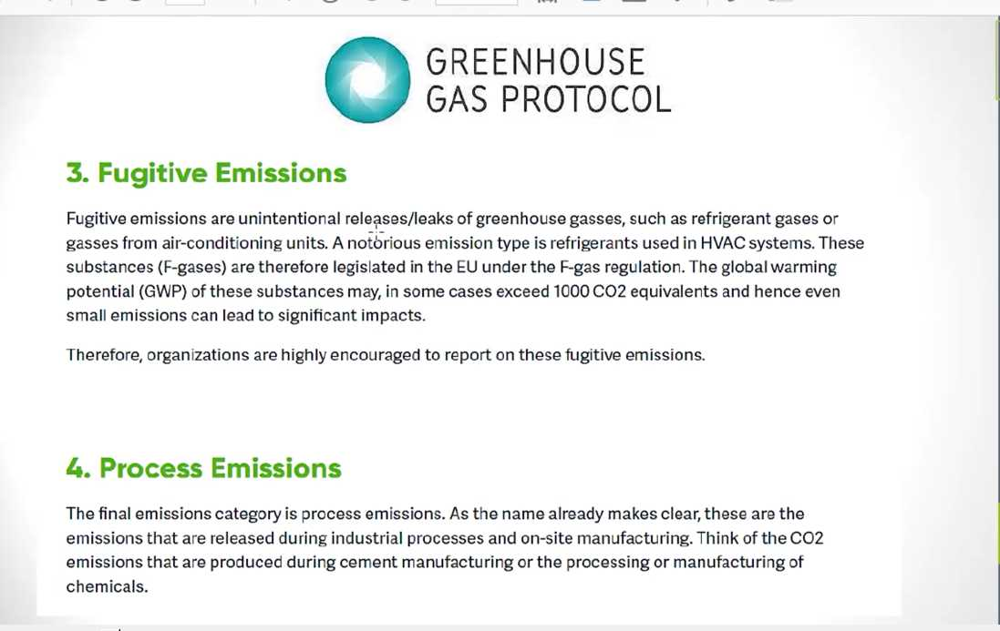 GREENHOUSE
GAS PROTOCOL
3. Fugitive Emissions
Fugitive emissions are unintentional releases/leaks of greenhouse gasses, such as refrigerant gases or
gasses from air-conditioning units. A notorious emission type is refrigerants used in HVAC systems. These
substances (F-gases) are therefore legislated in the EU under the F-gas regulation. The global warming
potential (GWP) of these substances may, in some cases exceed 1000 CO2 equivalents and hence even
small emissions can lead to significant impacts.
Therefore, organizations are highly encouraged to report on these fugitive emissions.
4. Process Emissions
The final emissions category is process emissions. As the name already makes clear, these are the
emissions that are released during industrial processes and on-site manufacturing. Think of the CO2
emissions that are produced during cement manufacturing or the processing or manufacturing of
chemicals.